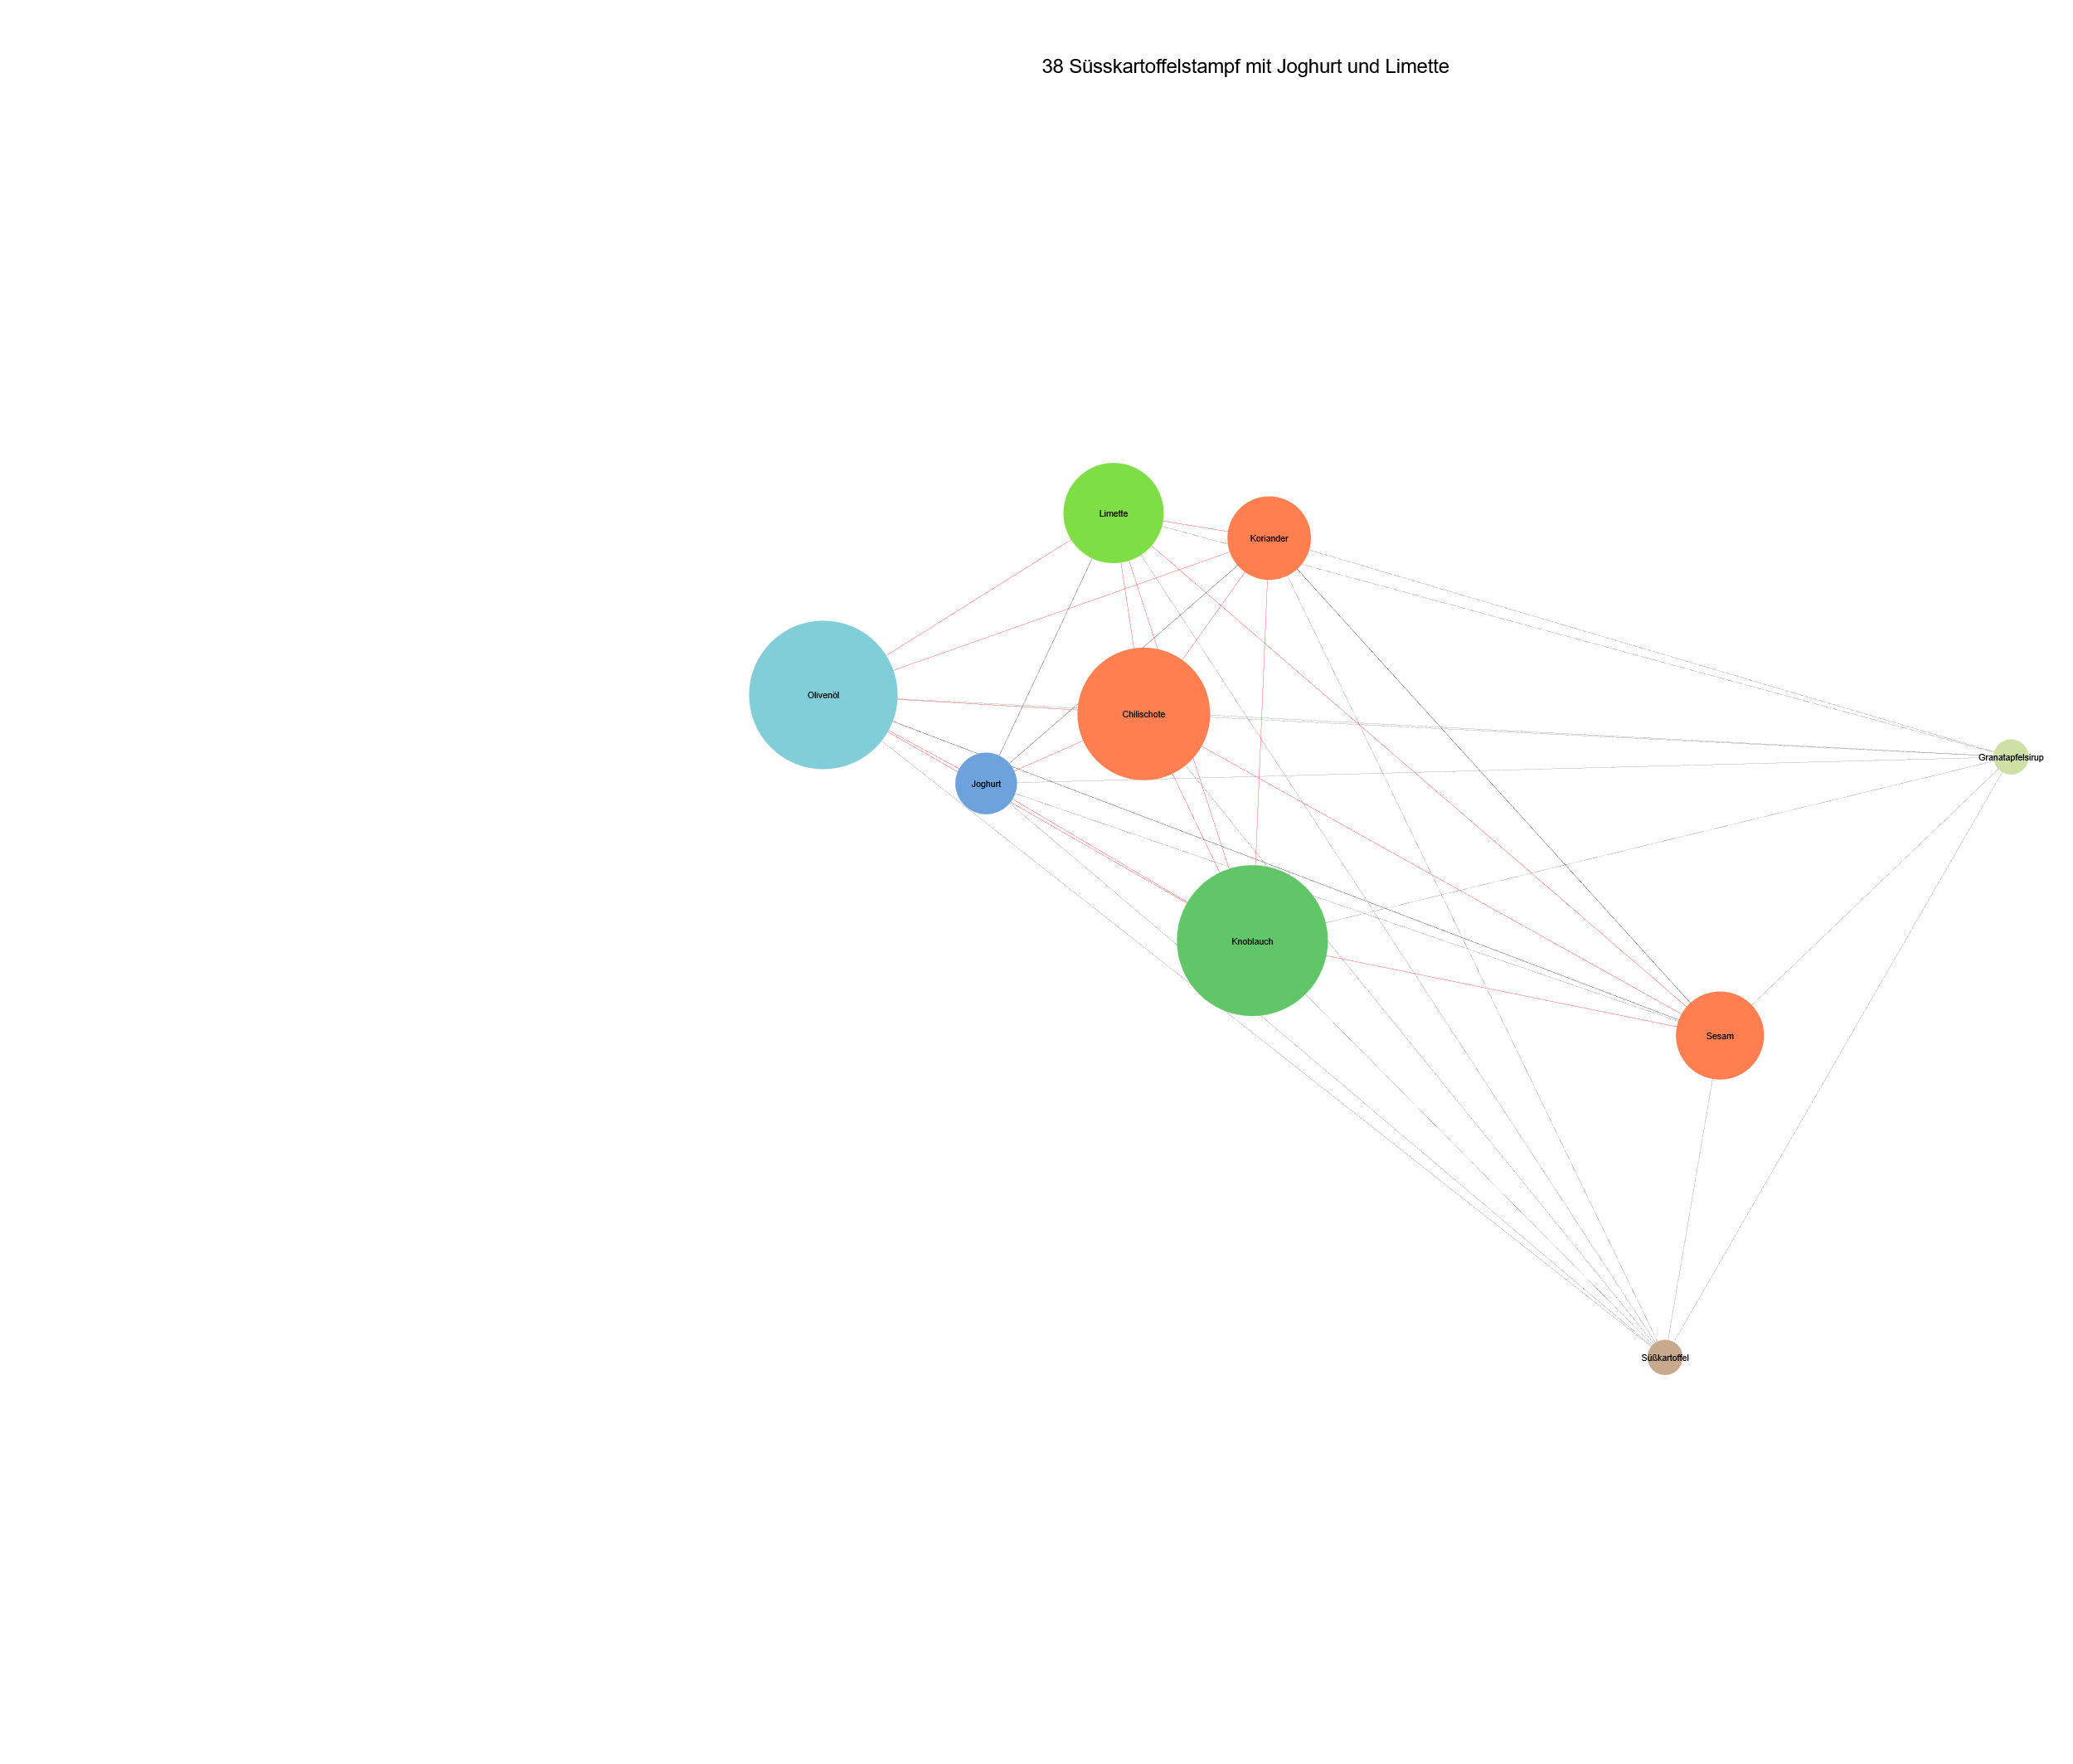 38 Süsskartoffelstampf mit Joghurt und Limette
Limette
Koriander
Olivenöl
Chilischote
Granatapfelsirup
Joghurt
Knoblauch
Sesam
Süßkartoffel